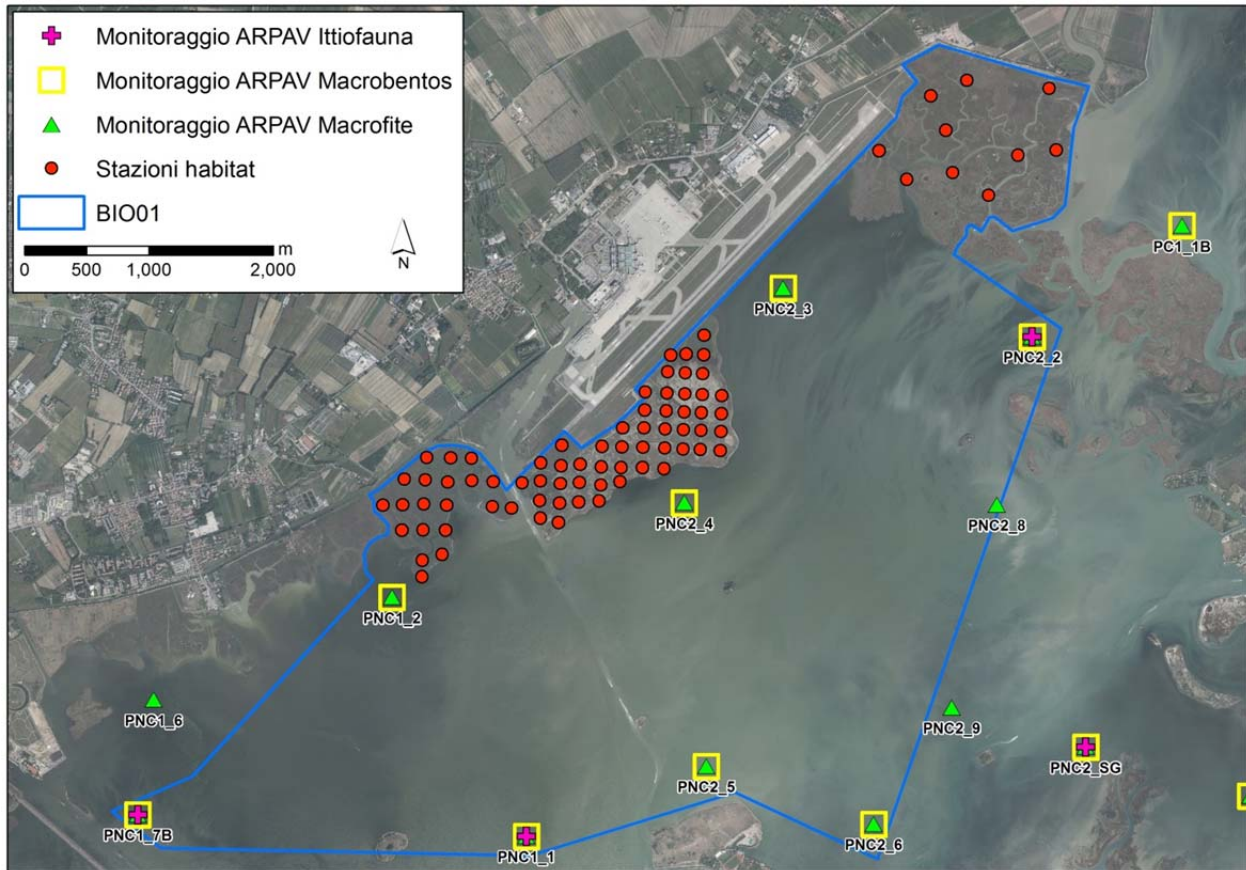 Monitoraggio ARPAV Ittiofauna
Monitoraggio ARPAV Macrobentos
Monitoraggio ARPAV Macrofite
Stazioni habitat
BIO01
m
0 500 1,000 2,000
N
PC1_1B
PNC2_3
PNC2_2
PNC2_4
PNC2_8
PNC1_2
PNC1_6
PNC2_9
PNC2_SG
PNC2_5
PNC1_7B
PNC1_1
PNC2_6